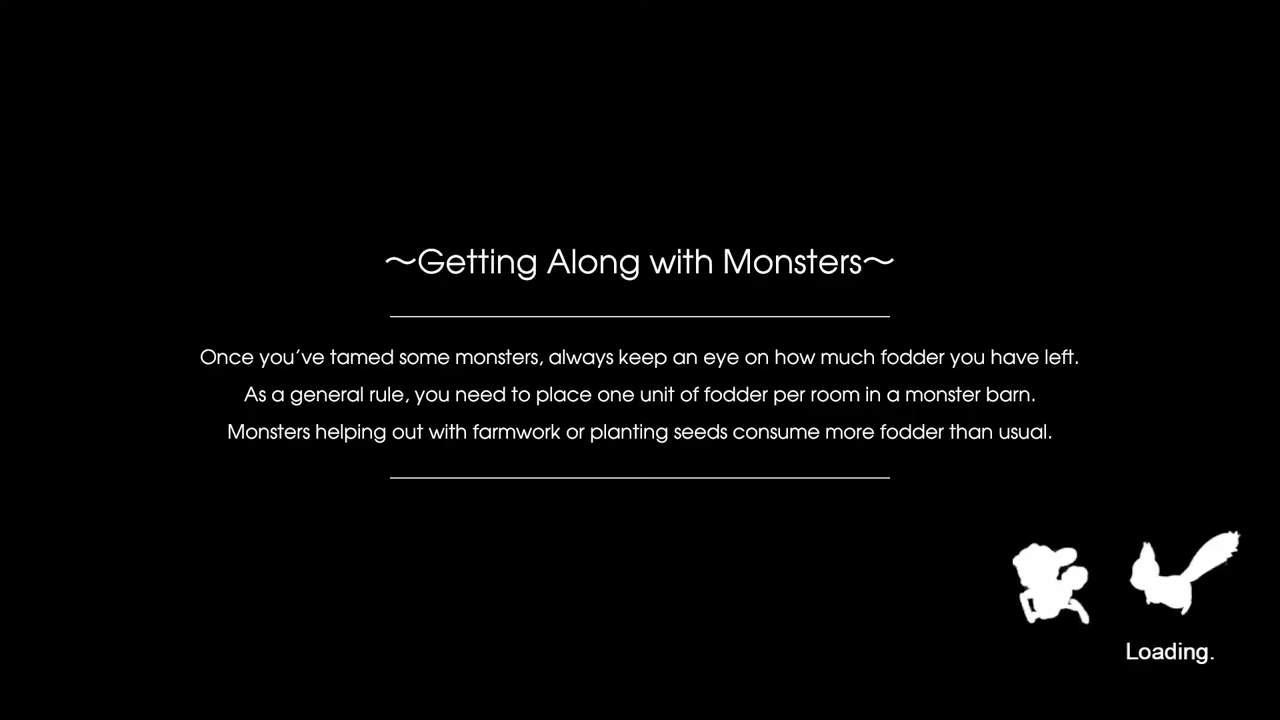 〜Getting Along with Monsters〜
Once you've tamed some monsters, always keep an eye on how much fodder you have left.
As a general rule, you need to place one unit of fodder per room in a monster barn.
Monsters helping out with farmwork or planting seeds consume more fodder than usual.
Loading.